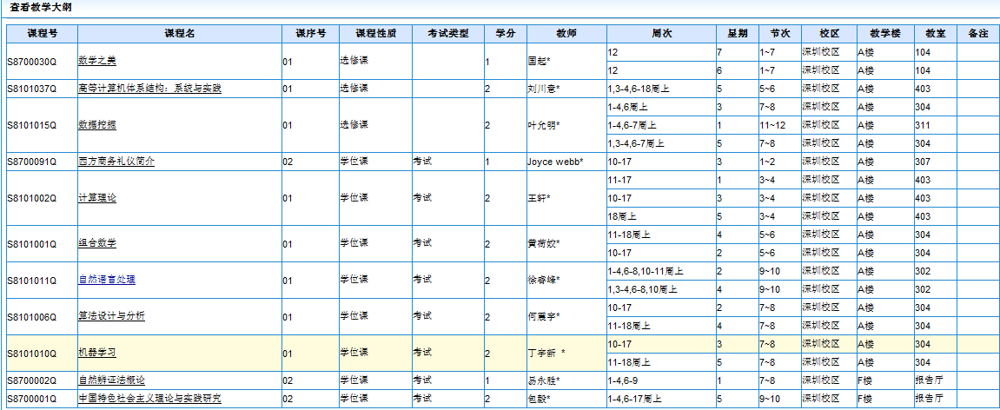 查看教学大纲
课程号 课程名 课序号 课程性质 考试类型 学分 教师 周次 星期 节次 校区 教学楼 教室 备注
S8700030Q 数学之美 01 选修课 1 国起* 12 7 1~7 深圳校区 A楼 104
12 6 1~7 深圳校区 A楼 104
S8101037Q 高等计算机体系结构：系统与实践 01 选修课 2 刘川意* 1,3-4,6-18周上 5 5~6 深圳校区 A楼 403
S8101015Q 数据挖掘 01 选修课 2 叶允明* 1-4,6周上 3 7~8 深圳校区 A楼 304
1-4,6-7周上 1 11~12 深圳校区 A楼 311
1,3-4,6-7周上 5 7~8 深圳校区 A楼 304
S8700091Q 西方商务礼仪简介 02 学位课 考试 1 Joyce webb* 10-17 3 1~2 深圳校区 A楼 307
S8101002Q 计算理论 01 学位课 考试 2 王轩* 11-17 1 3~4 深圳校区 A楼 403
10-17 3 3~4 深圳校区 A楼 403
18周上 5 3~4 深圳校区 A楼 403
S8101001Q 组合数学 01 学位课 考试 2 黄荷姣* 11-18周上 4 5~6 深圳校区 A楼 304
10-17 2 5~6 深圳校区 A楼 304
S8101011Q 自然语言处理 01 学位课 考试 2 徐睿峰* 1-4,6-8,10-11周上 2 9~10 深圳校区 A楼 302
1,3-4,6-8,10周上 4 9~10 深圳校区 A楼 302
S8101006Q 算法设计与分析 01 学位课 考试 2 何震宇* 10-17 2 7~8 深圳校区 A楼 304
11-18周上 4 7~8 深圳校区 A楼 304
S8101010Q 机器学习 01 学位课 考试 2 丁宇新 * 10-17 3 7~8 深圳校区 A楼 304
11-18周上 5 7~8 深圳校区 A楼 304
S8700002Q 自然辨证法概论 02 学位课 考试 1 易永胜* 1-4,6-9 1 7~8 深圳校区 F楼 报告厅
S8700001Q 中国特色社会主义理论与实践研究 02 学位课 考试 2 包毅* 1-4,6-17周上 5 9~10 深圳校区 F楼 报告厅